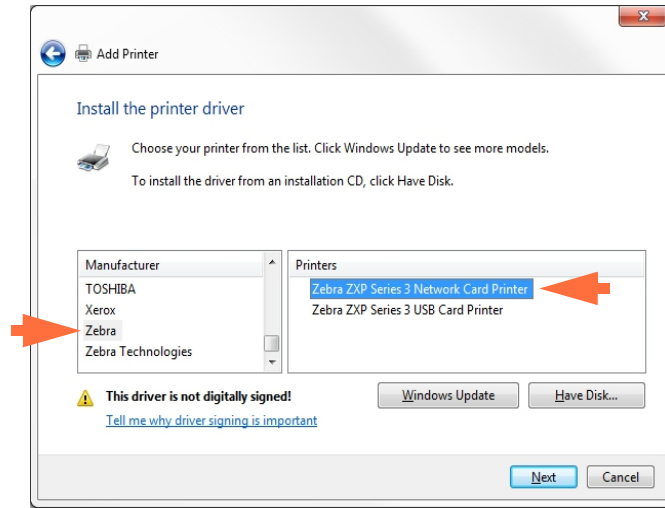 Add Printer
Install the printer driver
Choose your printer from the list. Click Windows Update to see more models.
To install the driver from an installation CD, click Have Disk.
Manufacturer
TOSHIBA
Xerox
Zebra
Zebra Technologies
Printers
Zebra ZXP Series 3 Network Card Printer
Zebra ZXP Series 3 USB Card Printer
This driver is not digitally signed!
Tell me why driver signing is important
Windows Update
Have Disk...
Next
Cancel